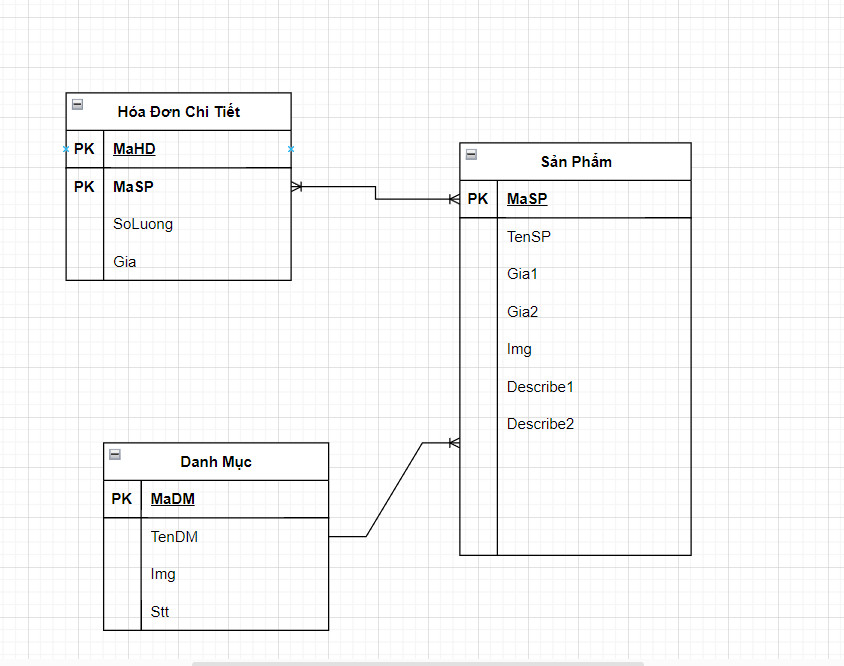 Hóa Đơn Chi Tiết
PK MaHD
PK MaSP
SoLuong
Gia
Sản Phẩm
PK MaSP
TenSP
Gia1
Gia2
Img
Describe1
Describe2
Danh Mục
PK MaDM
TenDM
Img
Stt